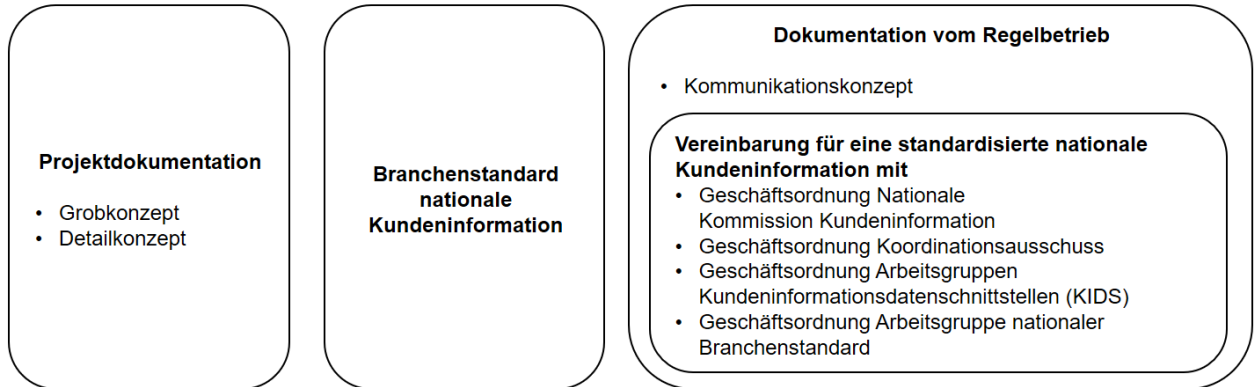 Projektdokumentation
• Grobkonzept
• Detailkonzept
Branchenstandard
nationale
Kundeninformation
Dokumentation vom Regelbetrieb
• Kommunikationskonzept
Vereinbarung für eine standardisierte nationale
Kundeninformation mit
• Geschäftsordnung Nationale
Kommission Kundeninformation
• Geschäftsordnung Koordinationsausschuss
• Geschäftsordnung Arbeitsgruppen
Kundeninformationsdatenschnittstellen (KIDS)
• Geschäftsordnung Arbeitsgruppe nationaler
Branchenstandard